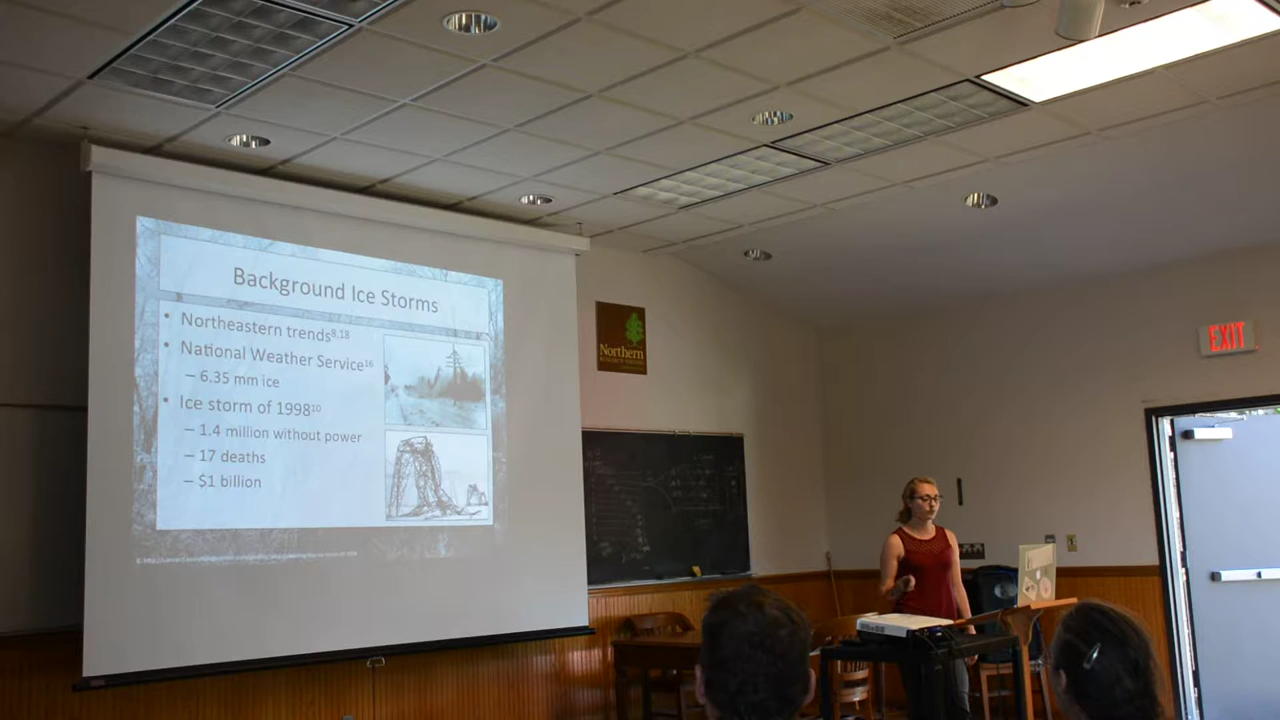 Background Ice Storms
• Northeastern trends8,18
• National Weather Service16
– 6.35 mm ice
• Ice storm of 199810
– 1.4 million without power
– 17 deaths
– $1 billion
Northern
EXIT